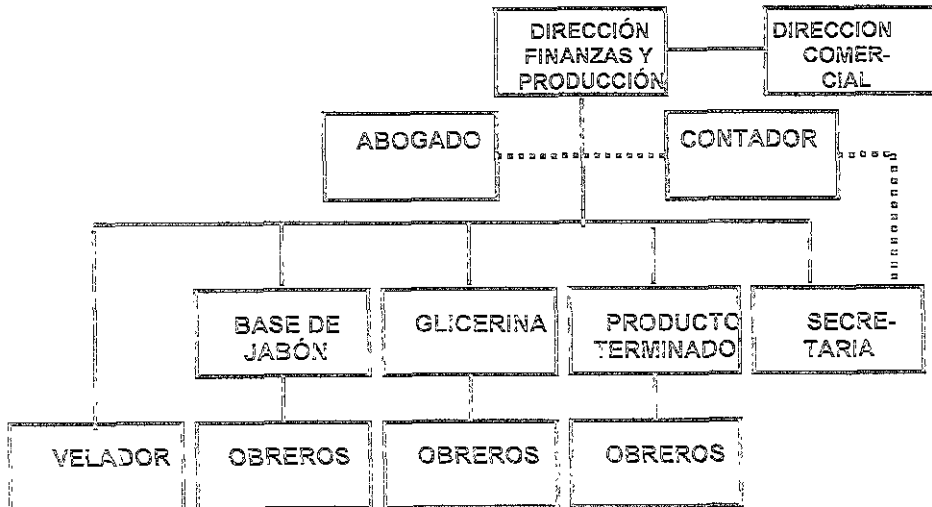 DIRECCIÓN
FINANZAS Y
PRODUCCIÓN
DIRECCION
COMER-
CIAL
ABOGADO
CONTADOR
BASE DE
JABÓN
GLICERINA
PRODUCTO
TERMINADO
SECRE-
TARIA
VELADOR
OBREROS
OBREROS
OBREROS